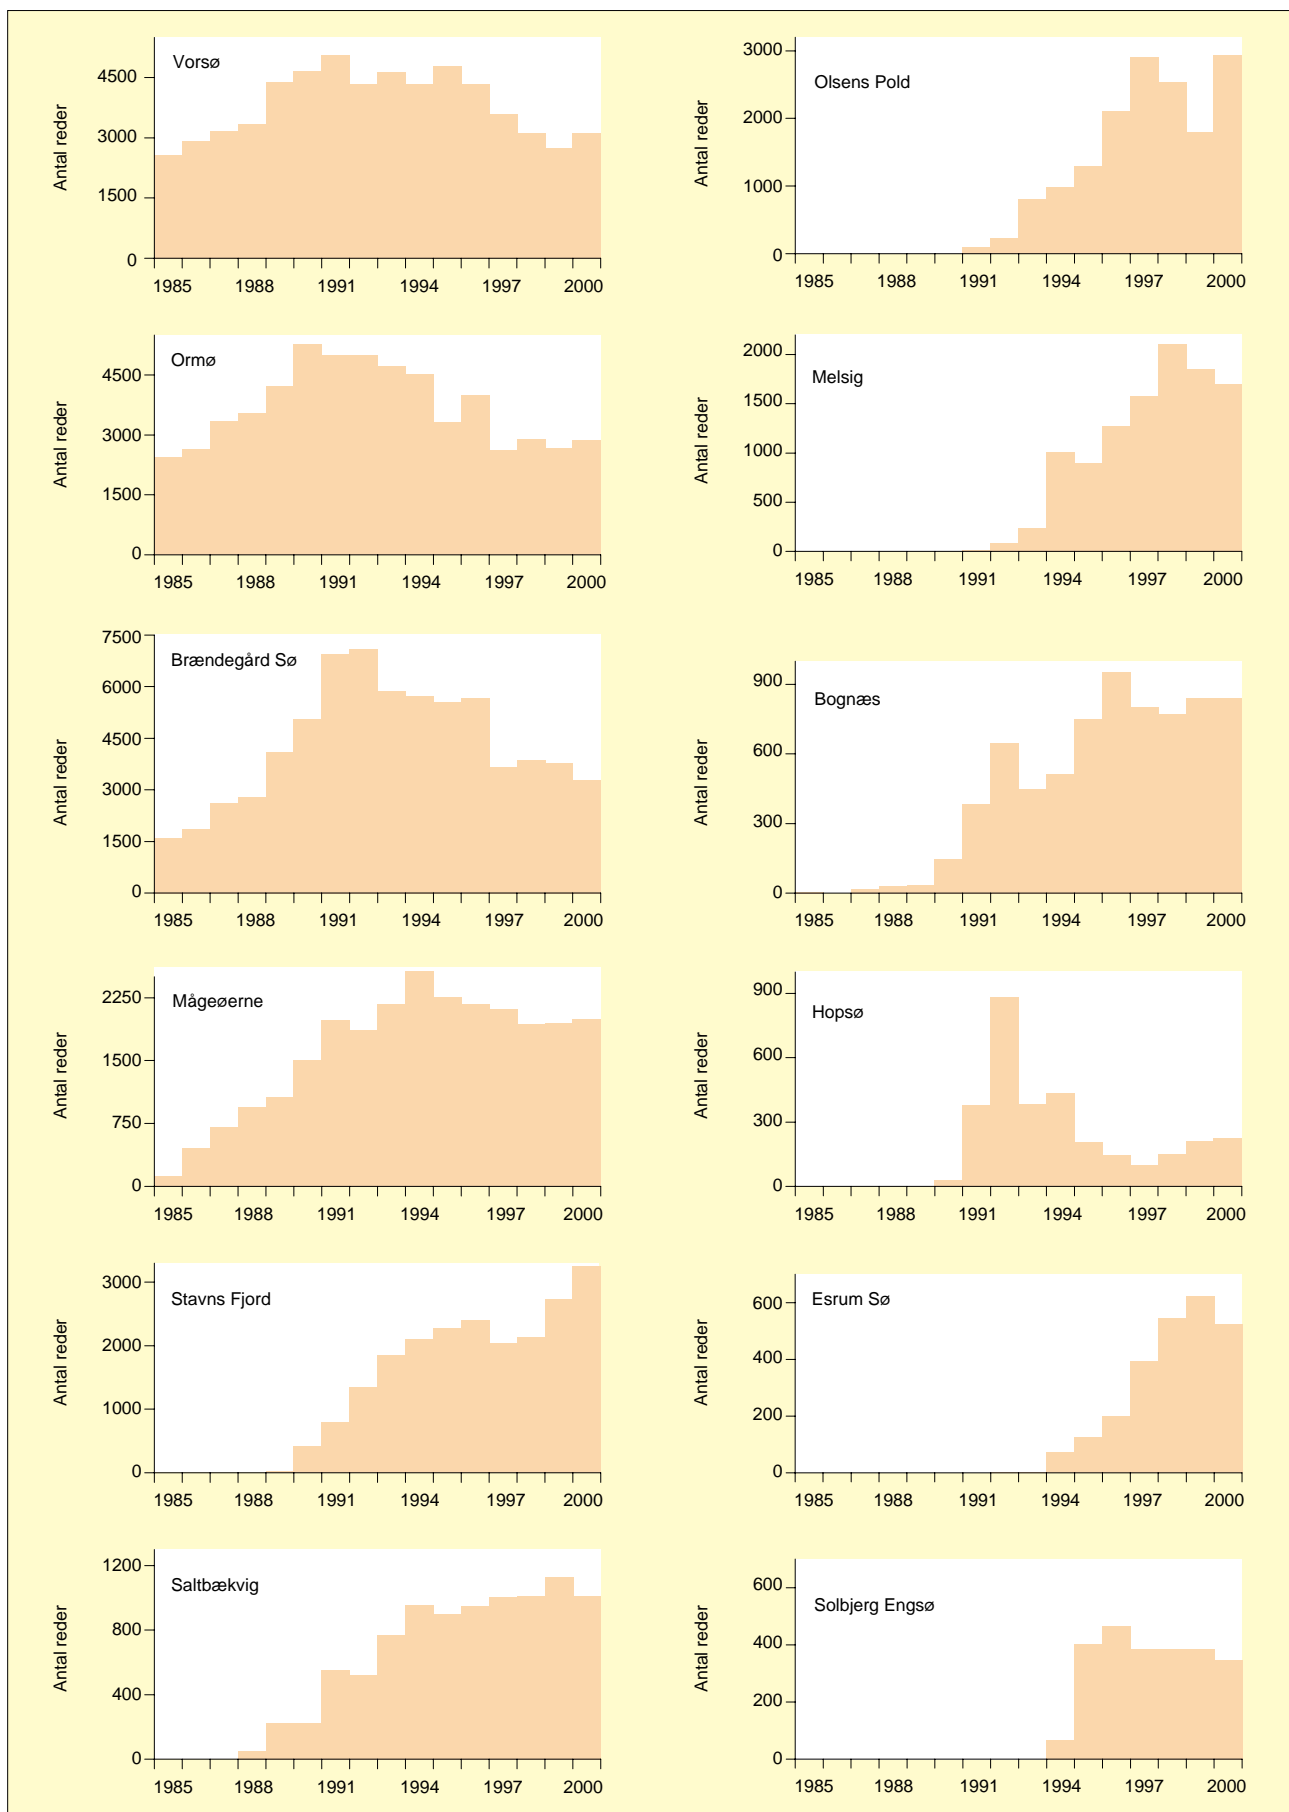 Vorsø
Antal reder
4500
3000
1500
0
1985 1988 1991 1994 1997 2000
Olsens Pold
Antal reder
3000
2000
1000
0
1985 1988 1991 1994 1997 2000
Ormø
Antal reder
4500
3000
1500
0
1985 1988 1991 1994 1997 2000
Melsig
Antal reder
2000
1500
1000
500
0
1985 1988 1991 1994 1997 2000
Brændegård Sø
Antal reder
7500
6000
4500
3000
1500
0
1985 1988 1991 1994 1997 2000
Bognæs
Antal reder
900
600
300
0
1985 1988 1991 1994 1997 2000
Mågeøerne
Antal reder
2250
1500
750
0
1985 1988 1991 1994 1997 2000
Hopsø
Antal reder
900
600
300
0
1985 1988 1991 1994 1997 2000
Stavns Fjord
Antal reder
3000
2000
1000
0
1985 1988 1991 1994 1997 2000
Esrum Sø
Antal reder
600
400
200
0
1985 1988 1991 1994 1997 2000
Saltbækvig
Antal reder
1200
800
400
0
1985 1988 1991 1994 1997 2000
Solbjerg Engsø
Antal reder
600
400
200
0
1985 1988 1991 1994 1997 2000